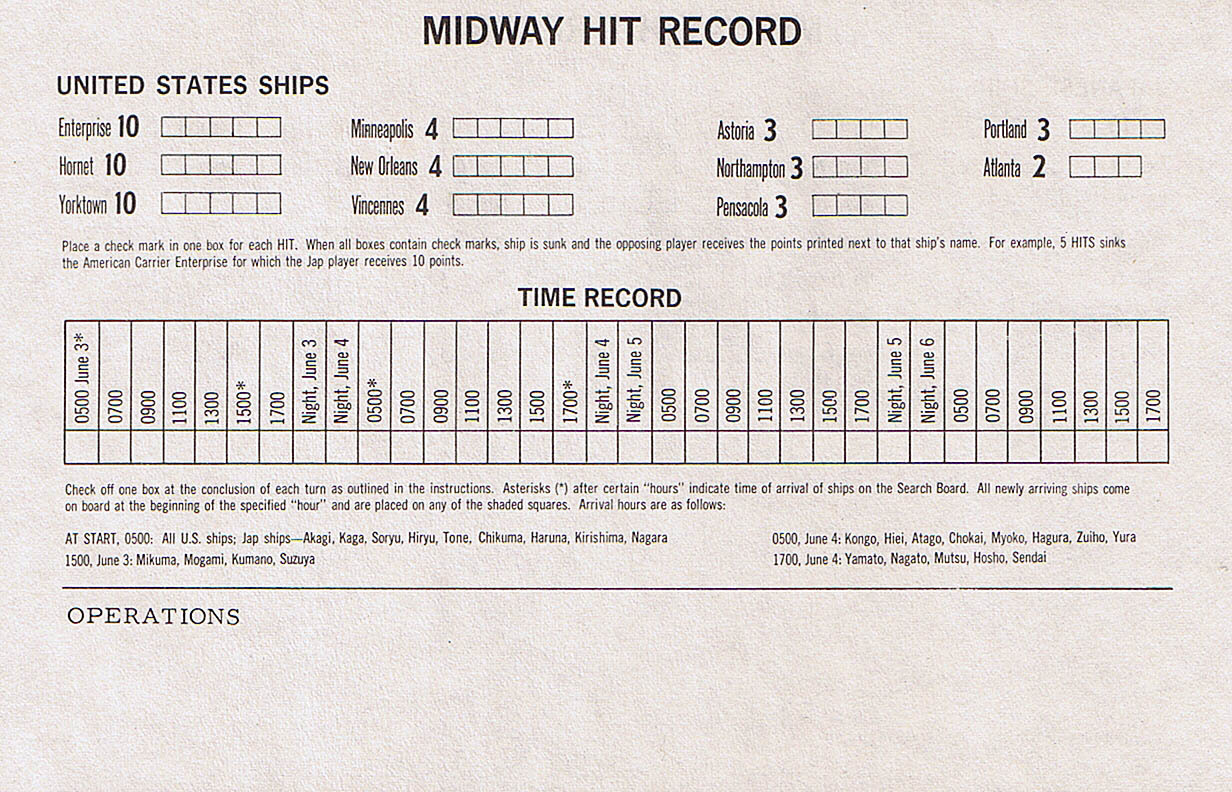 MIDWAY HIT RECORD
UNITED STATES SHIPS
Enterprise 10 Minneapolis 4 Astoria 3 Portland 3
Hornet 10 New Orleans 4 Northampton 3 Atlanta 2
Yorktown 10 Vincennes 4 Pensacola 3
Place a check mark in one box for each HIT. When all boxes contain check marks, ship is sunk and the opposing player receives the points printed next to that ship's name. For example, 5 HITS sinks
the American Carrier Enterprise for which the Jap player receives 10 points.
TIME RECORD
0500 June 3*
0700
0900
1100
1300
1500*
1700
Night, June 3
Night, June 4
0500*
0700
0900
1100
1300
1500
1700*
Night, June 4
Night, June 5
0500
0700
0900
1100
1300
1500
1700
Night, June 5
Night, June 6
0500
0700
0900
1100
1300
1500
1700
Check off one box at the conclusion of each turn as outlined in the instructions. Asterisks (*) after certain "hours" indicate time of arrival of ships on the Search Board. All newly arriving ships come
on board at the beginning of the specified "hour" and are placed on any of the shaded squares. Arrival hours are as follows:
AT START, 0500: All U.S. ships; Jap ships—Akagi, Kaga, Soryu, Hiryu, Tone, Chikuma, Haruna, Kirishima, Nagara
1500, June 3: Mikuma, Mogami, Kumano, Suzuya
0500, June 4: Kongo, Hiei, Atago, Chokai, Myoko, Hagura, Zuiho, Yura
1700, June 4: Yamato, Nagato, Mutsu, Hosho, Sendai
OPERATIONS